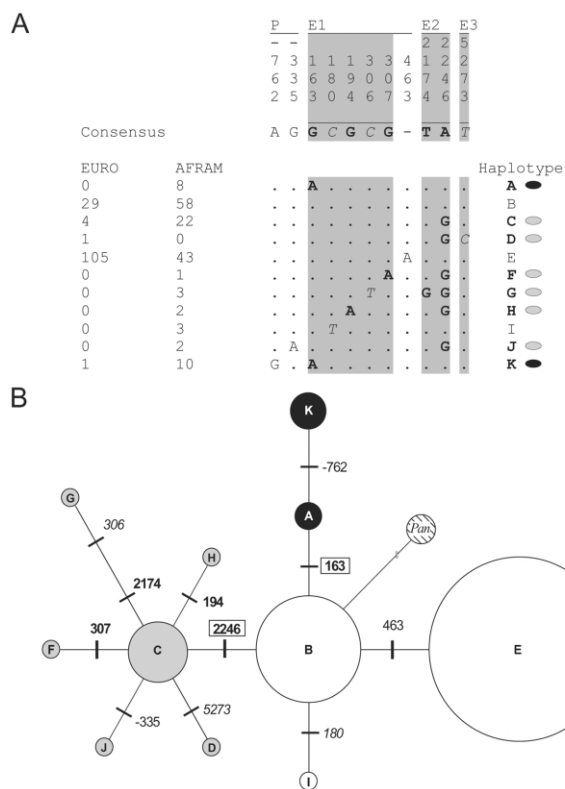 A
P E1 E2 E3
- - 2 2 5
7 3 1 1 1 3 3 4 1 2 2
6 3 6 8 9 0 0 6 7 4 7
2 5 3 0 4 6 7 3 4 6 3
Consensus A G G C G C G - T A T
EURO AFRAM Haplotype
0 8 . . A . . . . . . . . A
29 58 . . . . . . . . . . . B
4 22 . . . . . . . . . G . C
1 0 . . . . . . . . . G C D
105 43 . . . . . . . A . . . E
0 1 . . . . . . A . . G . F
0 3 . . . . . T . . G G . G
0 2 . . . . A . . . . G . H
0 3 . . . T . . . . . . . I
0 2 . A . . . . . . . G . J
1 10 G . A . . . . . . . . K
B
K
-762
G
306
A
Pan
H
163
2174
194
307
2246
463
F
C
B
E
-335
5273
180
J
D
I